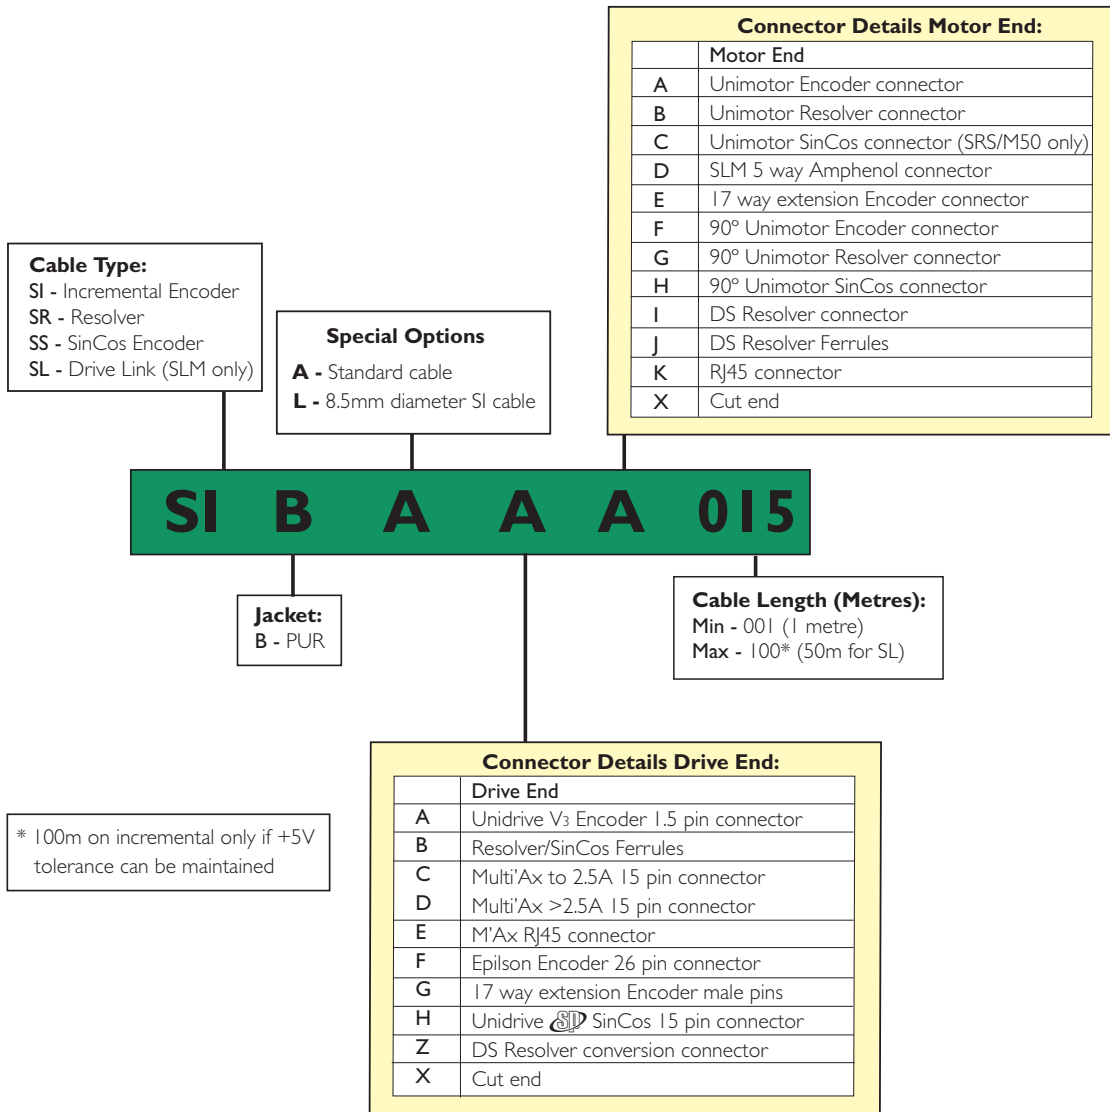 Connector Details Motor End:
Motor End
A Unimotor Encoder connector
B Unimotor Resolver connector
C Unimotor SinCos connector (SRS/M50 only)
D SLM 5 way Amphenol connector
E 17 way extension Encoder connector
F 90º Unimotor Encoder connector
G 90º Unimotor Resolver connector
H 90º Unimotor SinCos connector
I DS Resolver connector
J DS Resolver Ferrules
K RJ45 connector
X Cut end
Cable Type:
SI - Incremental Encoder
SR - Resolver
SS - SinCos Encoder
SL - Drive Link (SLM only)
Special Options
A - Standard cable
L - 8.5mm diameter SI cable
SI B A A A 015
Jacket:
B - PUR
Cable Length (Metres):
Min - 001 (1 metre)
Max - 100* (50m for SL)
Connector Details Drive End:
Drive End
A Unidrive V3 Encoder 1.5 pin connector
B Resolver/SinCos Ferrules
C Multi'Ax to 2.5A 15 pin connector
D Multi'Ax >2.5A 15 pin connector
E M'Ax RJ45 connector
F Epilson Encoder 26 pin connector
G 17 way extension Encoder male pins
H Unidrive SP SinCos 15 pin connector
Z DS Resolver conversion connector
X Cut end
* 100m on incremental only if +5V
tolerance can be maintained